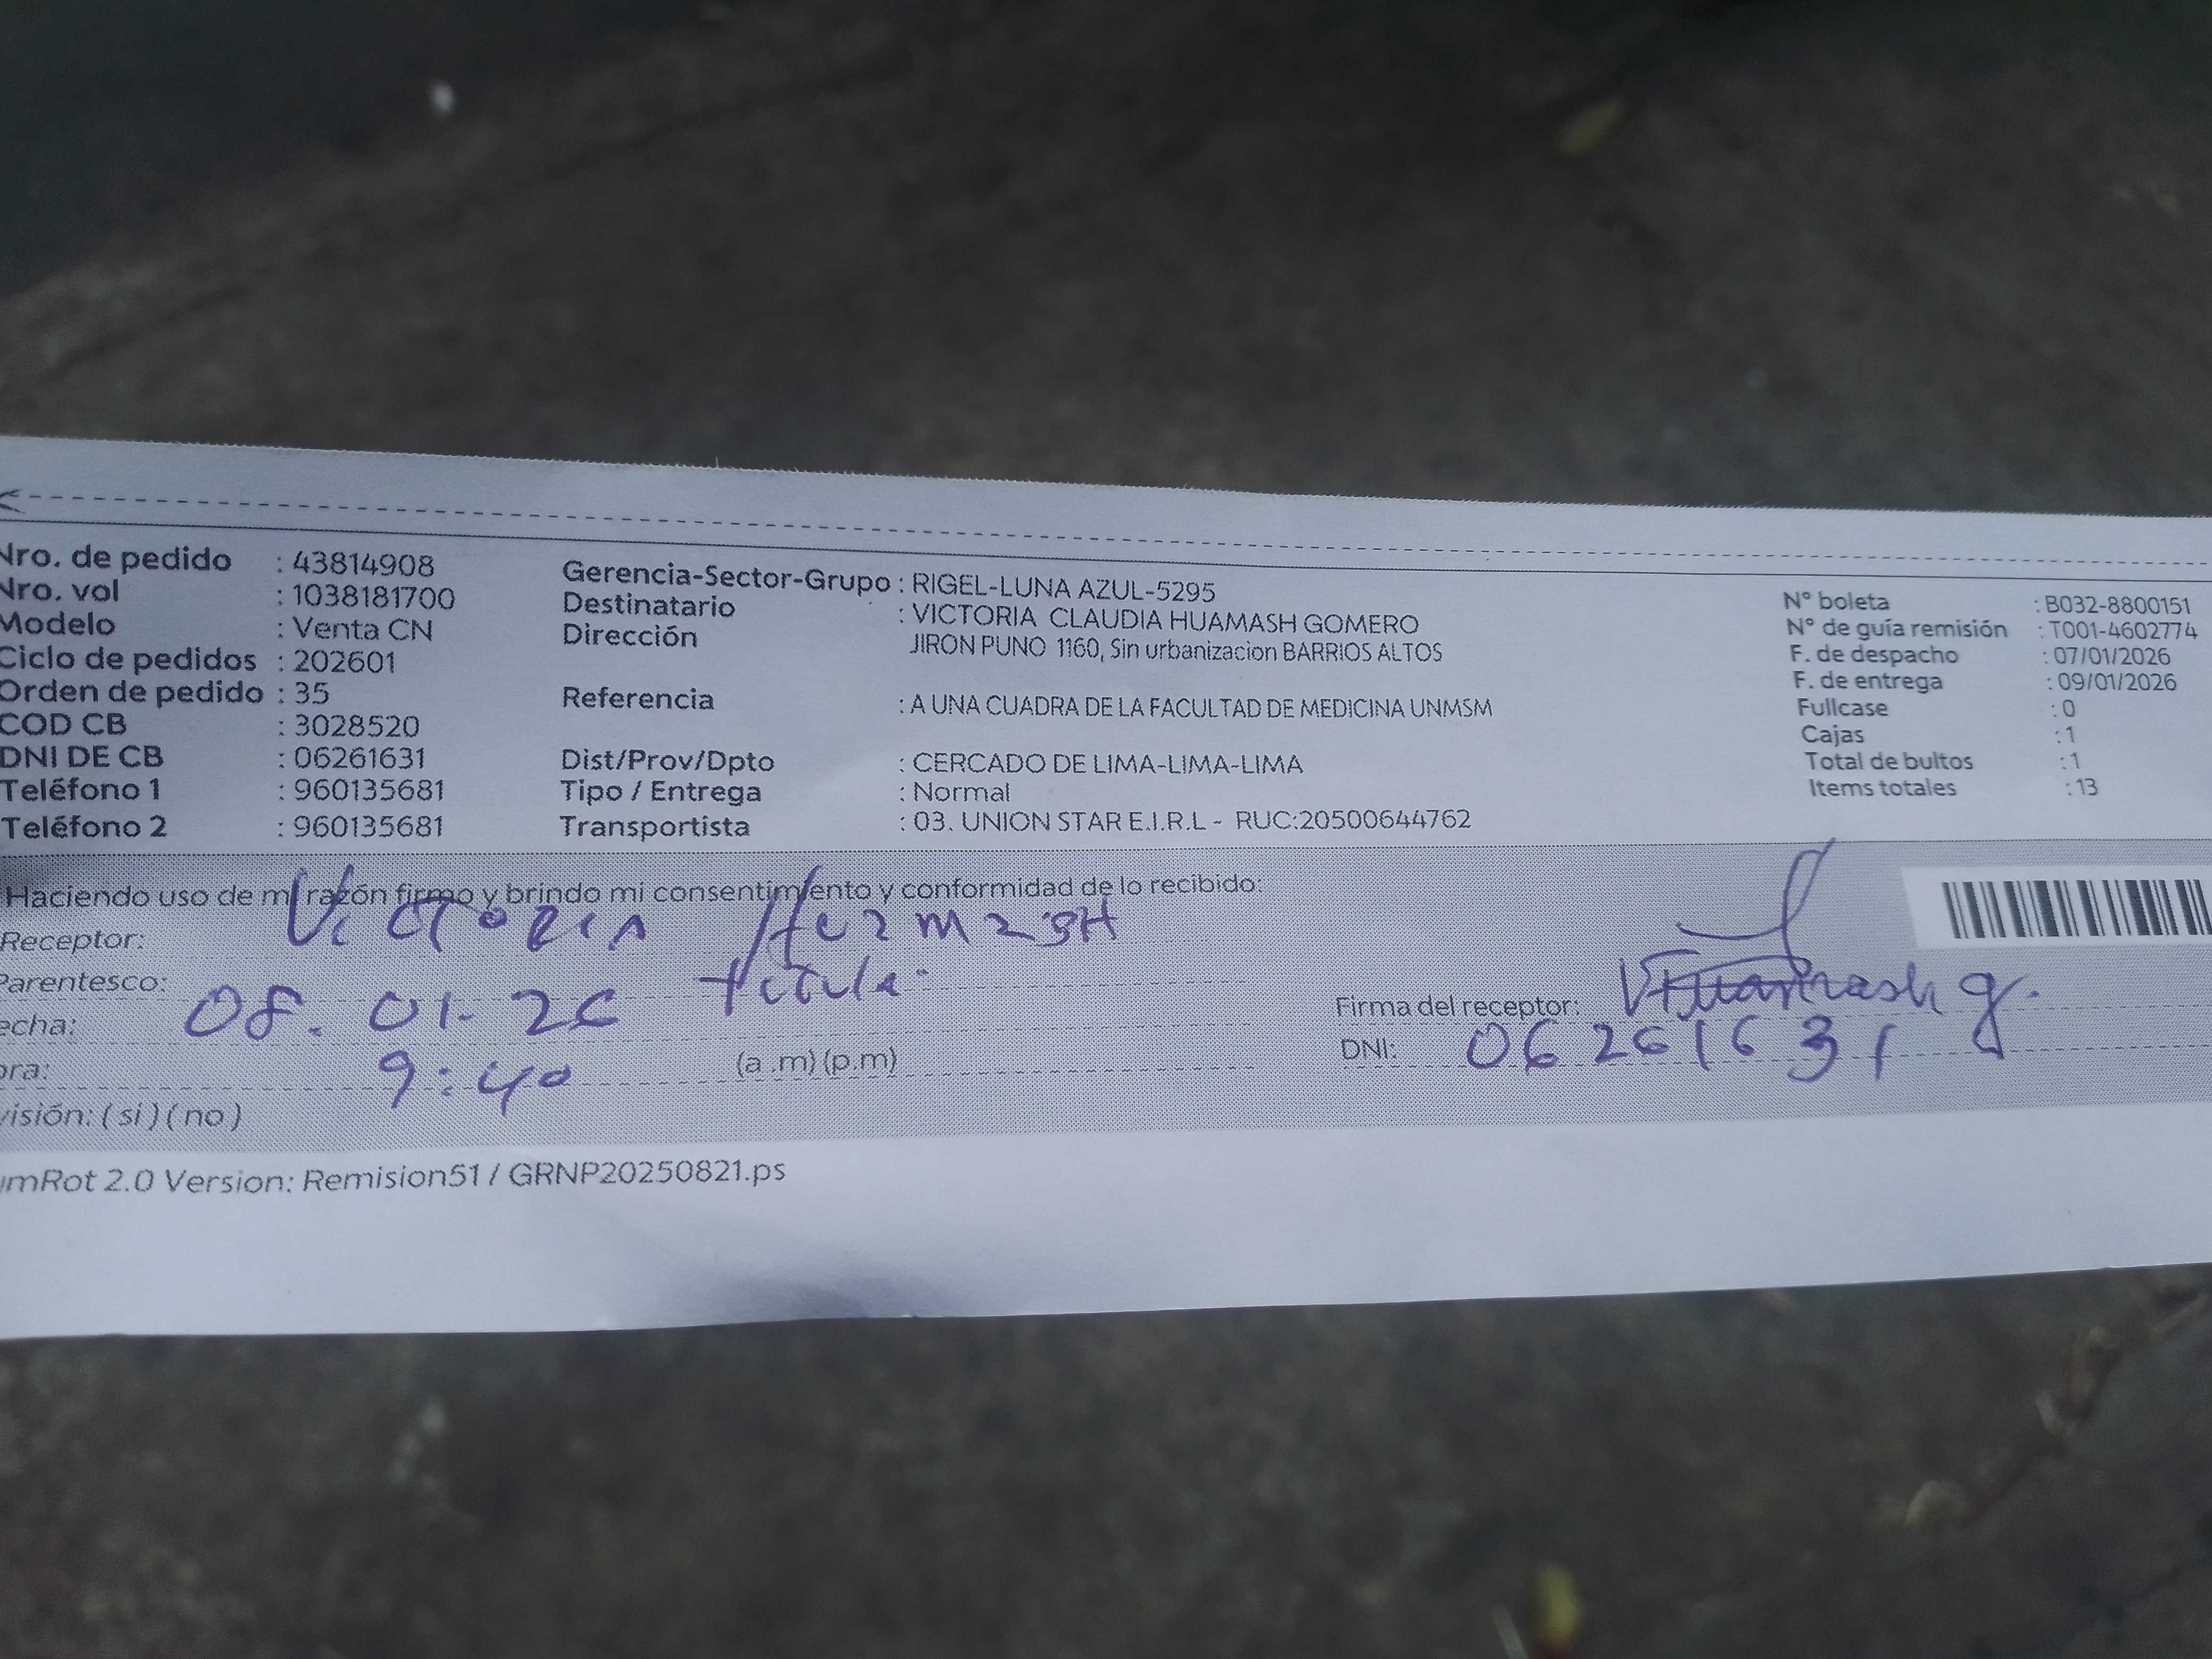 Nro. de pedido : 43814908
Nro. vol : 1038181700
Modelo : Venta CN
Ciclo de pedidos : 202601
Orden de pedido : 35
COD CB : 3028520
DNI DE CB : 06261631
Teléfono 1 : 960135681
Teléfono 2 : 960135681
Gerencia-Sector-Grupo : RIGEL-LUNA AZUL-5295
Destinatario : VICTORIA CLAUDIA HUAMASH GOMERO
Dirección JIRON PUNO 1160, Sin urbanizacion BARRIOS ALTOS
Referencia : A UNA CUADRA DE LA FACULTAD DE MEDICINA UNMSM
Dist/Prov/Dpto : CERCADO DE LIMA-LIMA-LIMA
Tipo / Entrega : Normal
Transportista : 03. UNION STAR E.I.R.L - RUC:20500644762
N° boleta : B032-8800151
N° de guía remisión : T001-4602774
F. de despacho : 07/01/2026
F. de entrega : 09/01/2026
Fullcase : 0
Cajas : 1
Total de bultos : 1
Items totales : 13
Haciendo uso de mi razón firmo y brindo mi consentimiento y conformidad de lo recibido:
Receptor: Victoria Huamash
Parentesco:
echa: 08. 01. 26
ora: 9:40 (a .m) (p.m)
visión: ( si ) ( no )
Firma del receptor: VHuamash g.
DNI: 06261631
mRot 2.0 Version: Remision51 / GRNP20250821.ps